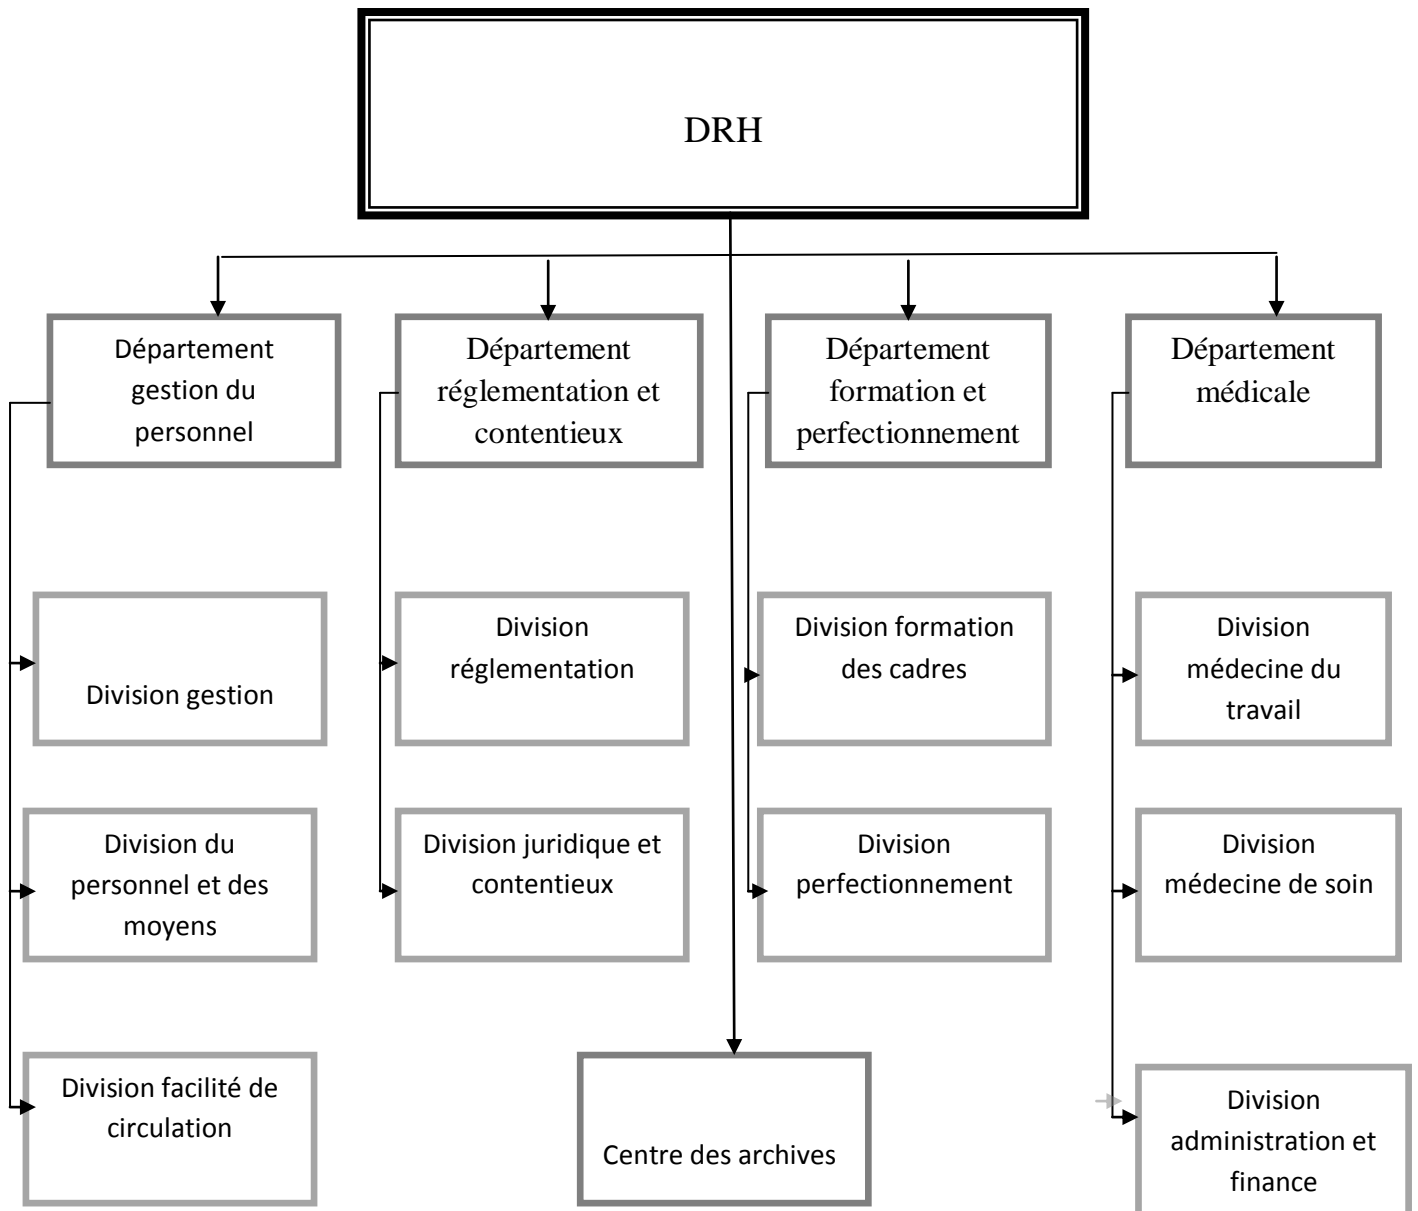 DRH
Département
gestion du
personnel
Département
réglementation et
contentieux
Département
formation et
perfectionnement
Département
médicale
Division gestion
Division
réglementation
Division formation
des cadres
Division
médecine du
travail
Division du
personnel et des
moyens
Division juridique et
contentieux
Division
perfectionnement
Division
médecine de soin
Division facilité de
circulation
Centre des archives
Division
administration et
finance